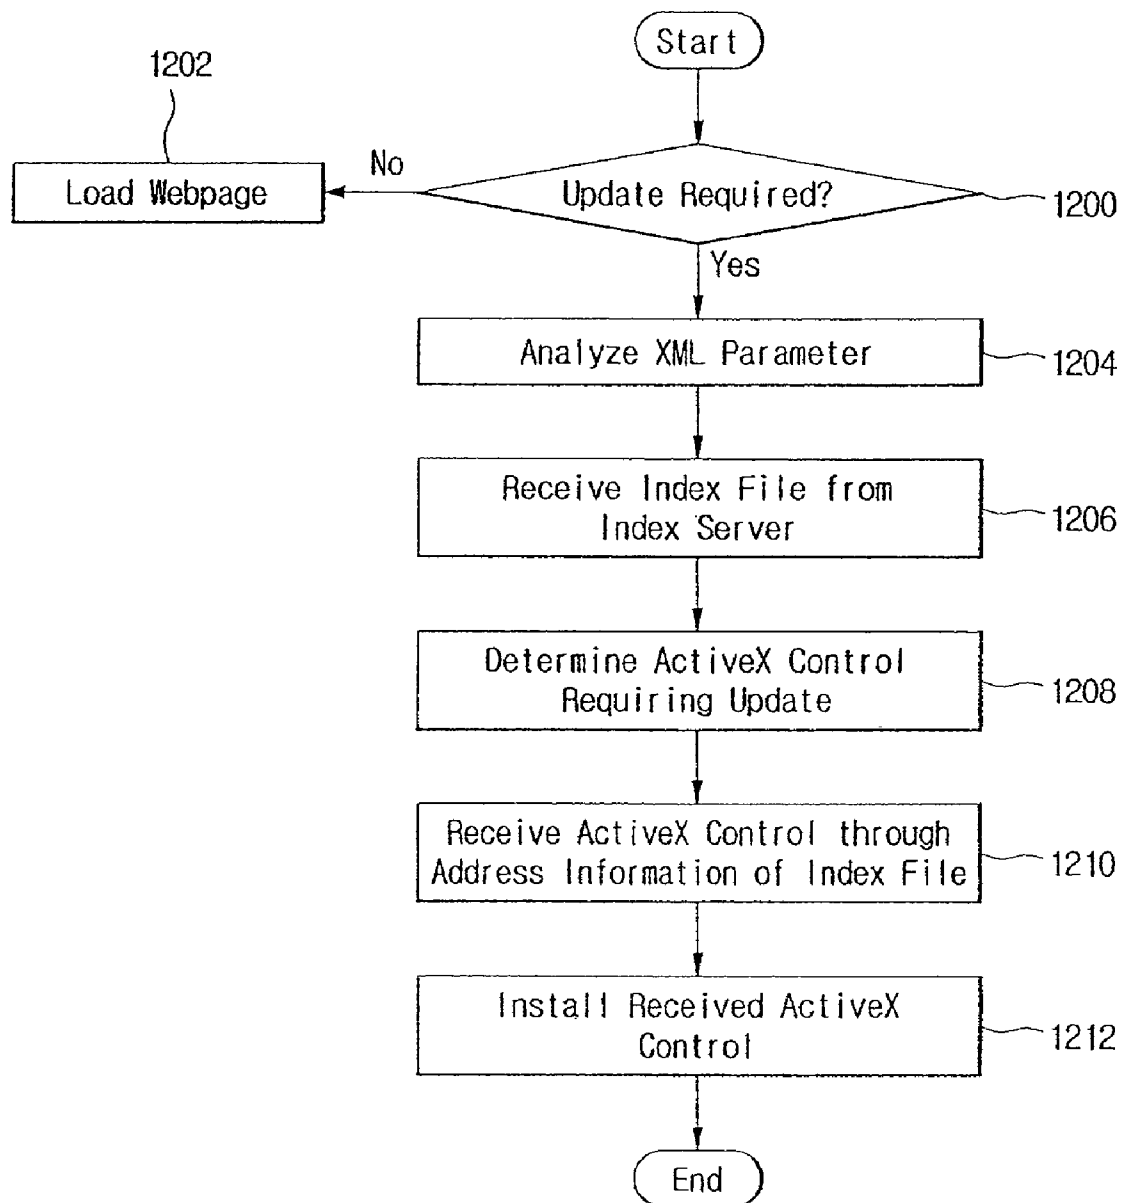 Start
1202
No
Load Webpage
Update Required?
1200
Yes
Analyze XML Parameter
1204
Receive Index File from
Index Server
1206
Determine ActiveX Control
Requiring Update
1208
Receive ActiveX Control through
Address Information of Index File
1210
Install Received ActiveX
Control
1212
End